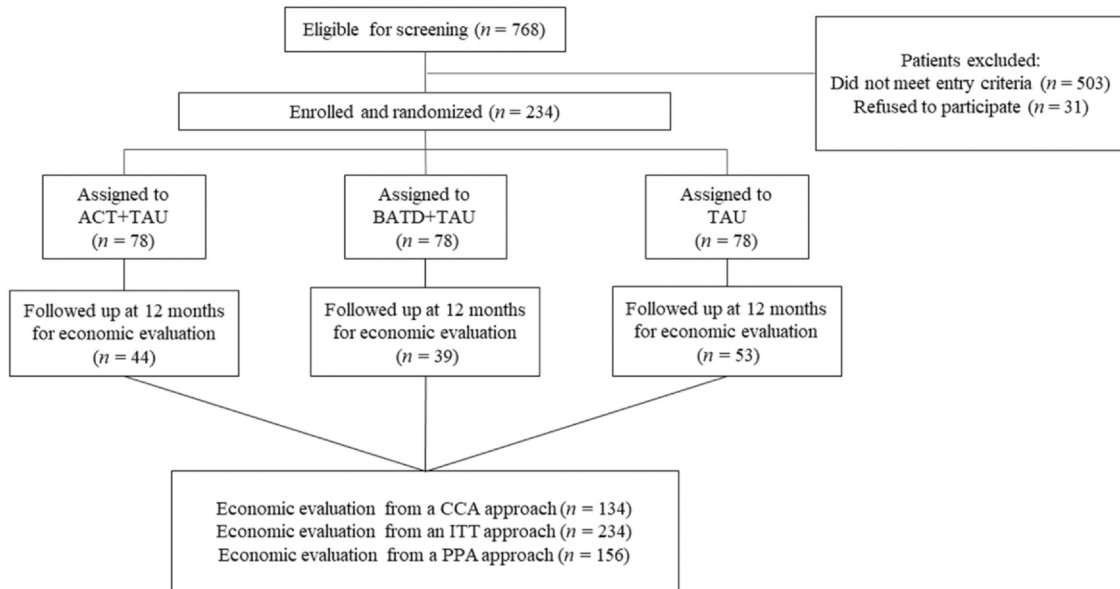 Eligible for screening (n = 768)
Patients excluded:
Did not meet entry criteria (n = 503)
Refused to participate (n = 31)
Enrolled and randomized (n = 234)
Assigned to
ACT+TAU
(n = 78)
Assigned to
BATD+TAU
(n = 78)
Assigned to
TAU
(n = 78)
Followed up at 12 months
for economic evaluation
(n = 44)
Followed up at 12 months
for economic evaluation
(n = 39)
Followed up at 12 months
for economic evaluation
(n = 53)
Economic evaluation from a CCA approach (n = 134)
Economic evaluation from an ITT approach (n = 234)
Economic evaluation from a PPA approach (n = 156)